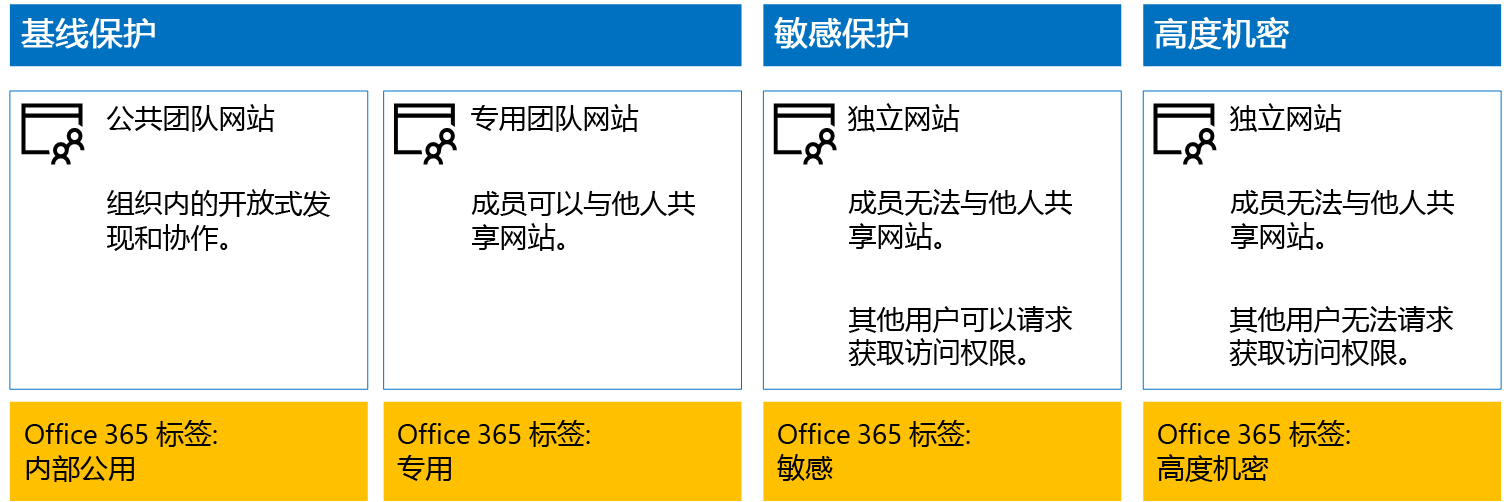 基线保护
敏感保护
高度机密
公共团队网站
组织内的开放式发
现和协作。
专用团队网站
成员可以与他人共
享网站。
独立网站
成员无法与他人共
享网站。
其他用户可以请求
获取访问权限。
独立网站
成员无法与他人共
享网站。
其他用户无法请求
获取访问权限。
Office 365 标签:
内部公用
Office 365 标签:
专用
Office 365 标签:
敏感
Office 365 标签:
高度机密